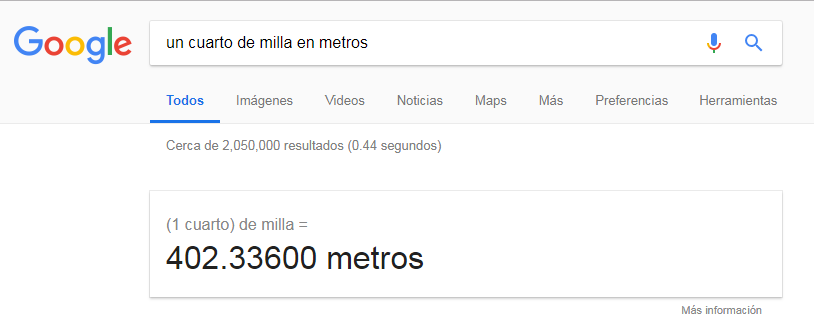 Google
un cuarto de milla en metros
Todos Imágenes Videos Noticias Maps Más Preferencias Herramientas
Cerca de 2,050,000 resultados (0.44 segundos)
(1 cuarto) de milla =
402.33600 metros
Más información